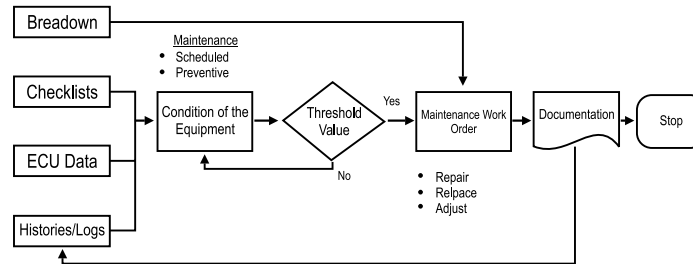 Breadown
Maintenance
• Scheduled
• Preventive
Checklists
Condition of the
Equipment
Threshold
Value
Yes
No
Maintenance Work
Order
Documentation
Stop
ECU Data
• Repair
• Relpace
• Adjust
Histories/Logs